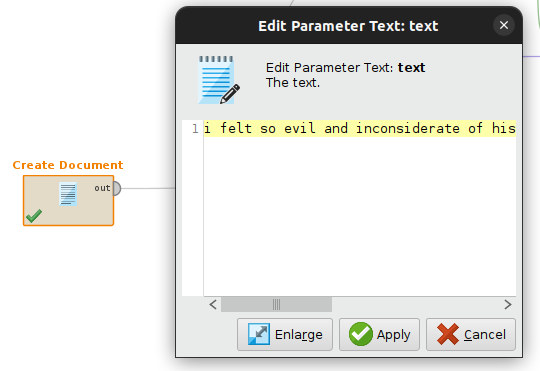 Edit Parameter Text: text
Edit Parameter Text: text
The text.
1 i felt so evil and inconsiderate of his
Create Document
out
Enlarge Apply Cancel